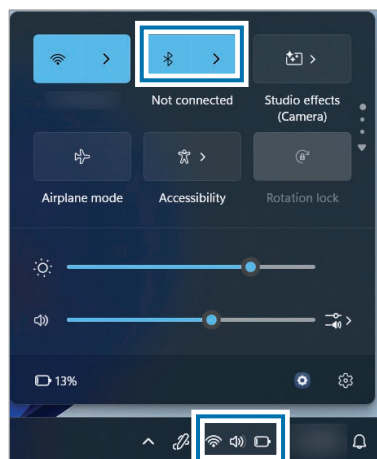 Not connected
Studio effects
(Camera)
Airplane mode
Accessibility
Rotation lock
13%